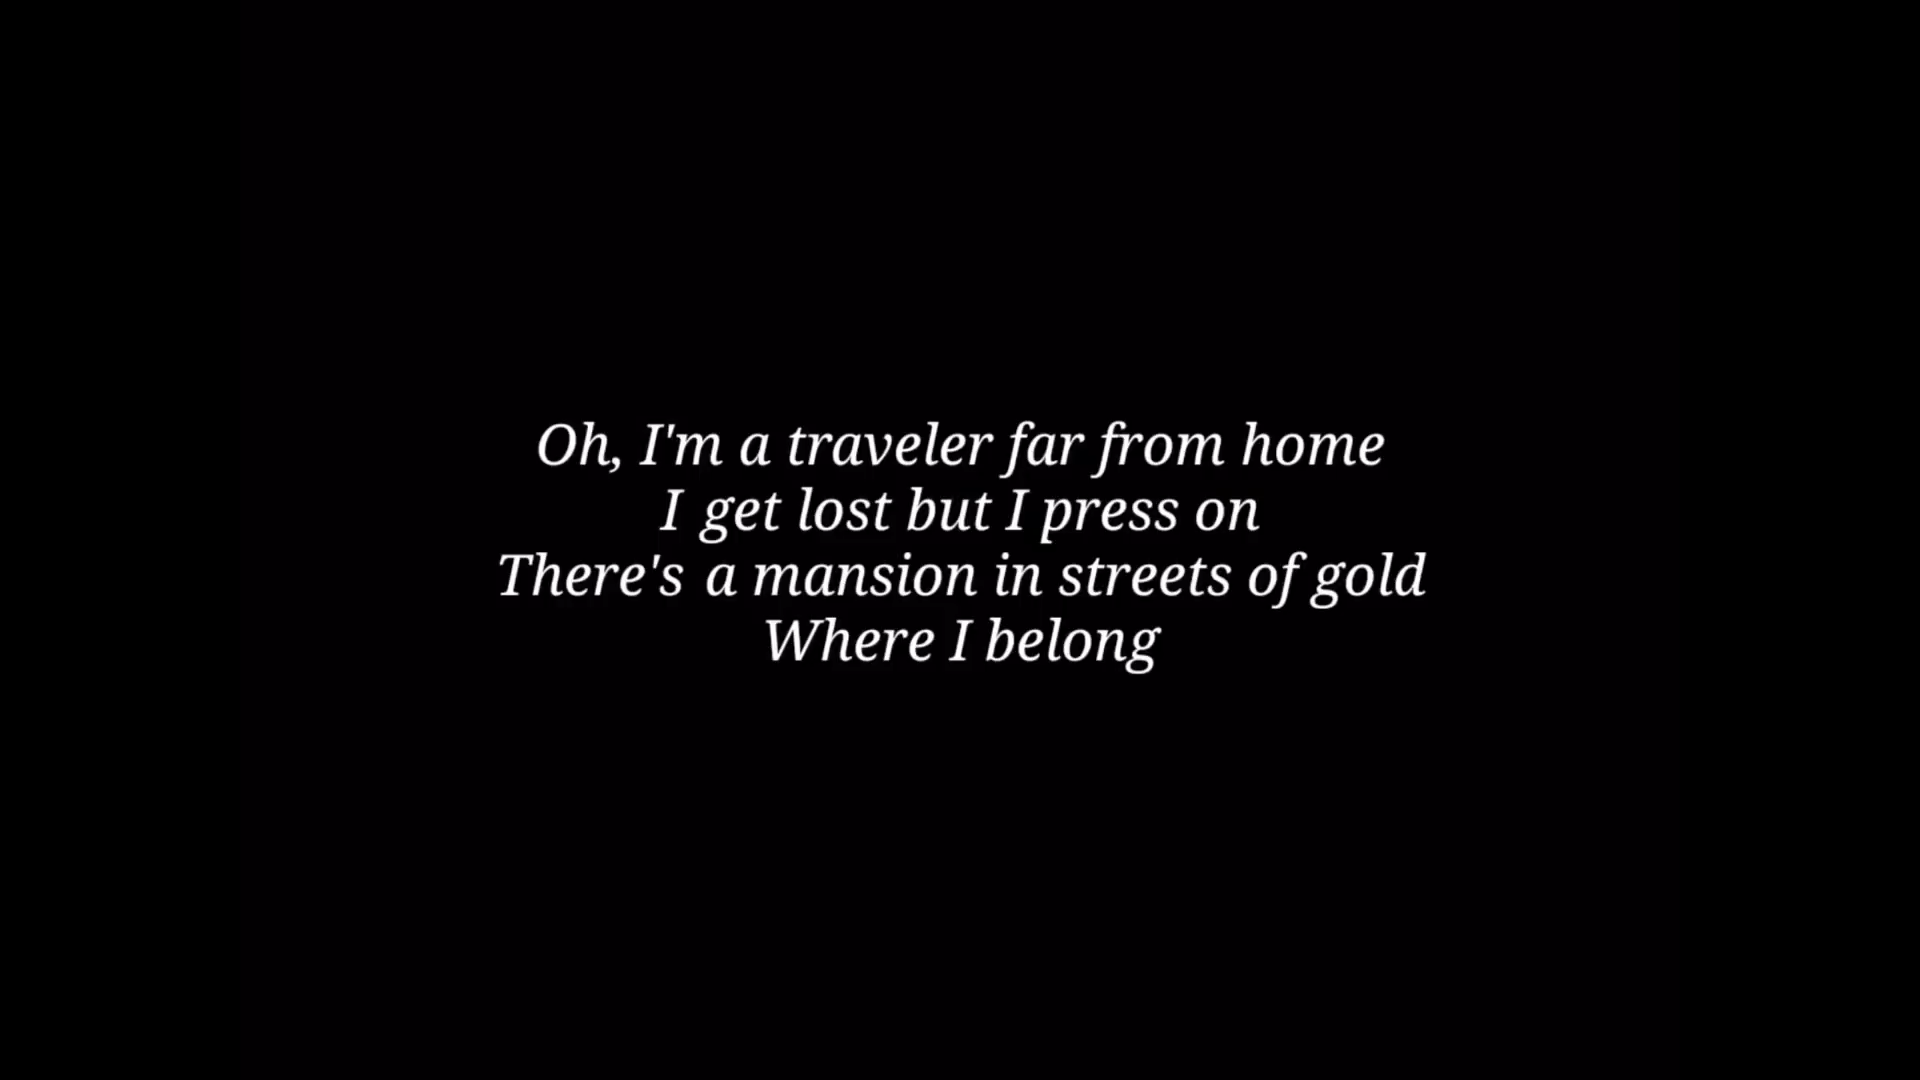 Oh, I'm a traveler far from home
I get lost but I press on
There's a mansion in streets of gold
Where I belong